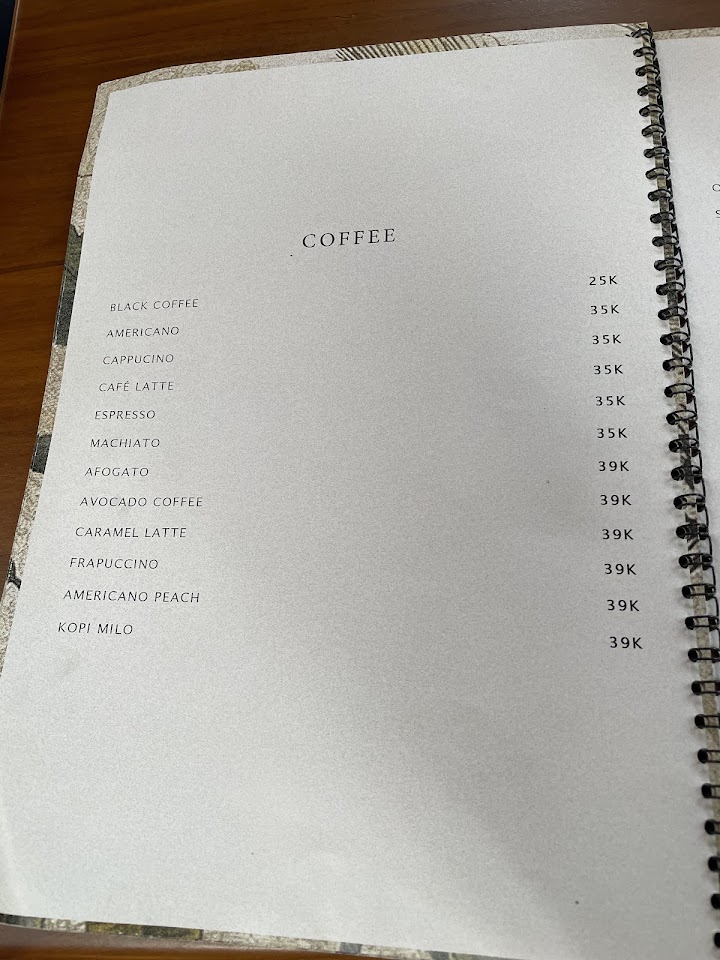 COFFEE
BLACK COFFEE 25K
AMERICANO 35K
CAPPUCINO 35K
CAFÉ LATTE 35K
ESPRESSO 35K
MACHIATO 35K
AFOGATO 39K
AVOCADO COFFEE 39K
CARAMEL LATTE 39K
FRAPUCCINO 39K
AMERICANO PEACH 39K
KOPI MILO 39K